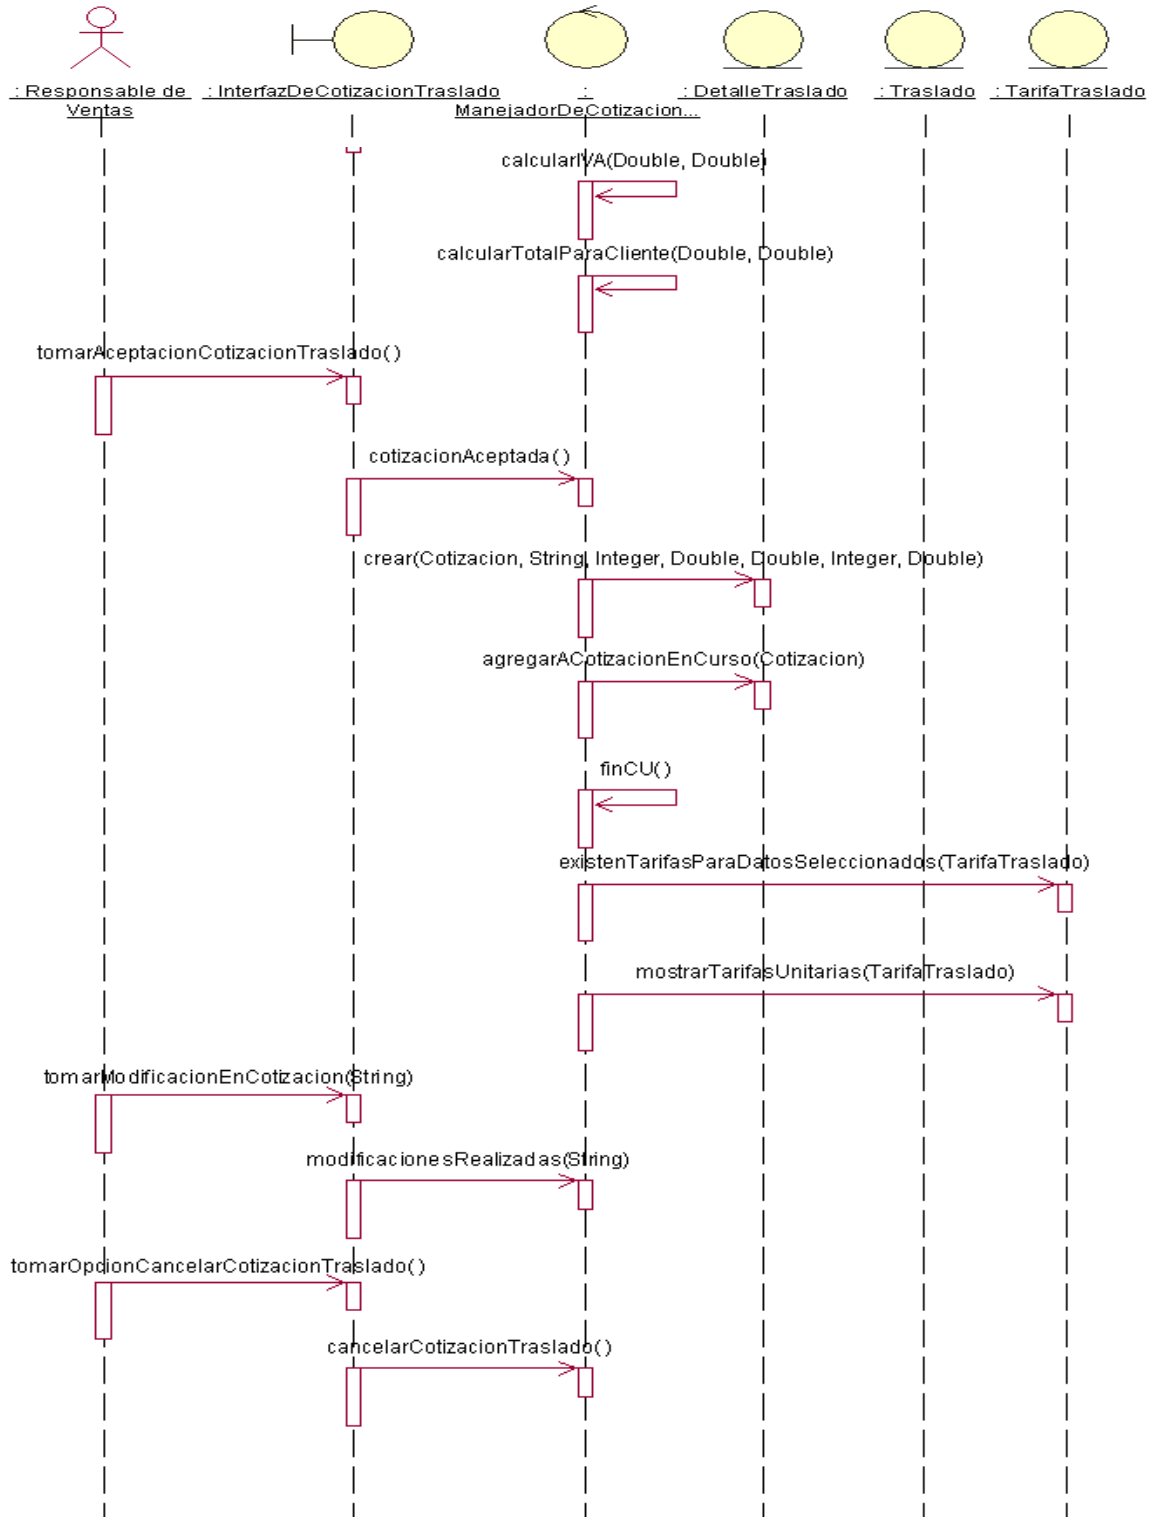 : Responsable de
Ventas
: InterfazDeCotizacionTraslado
:
ManejadorDeCotizacion...
: DetalleTraslado
: Traslado
: TarifaTraslado
calcularIVA(Double, Double)
calcularTotalParaCliente(Double, Double)
tomarAceptacionCotizacionTraslado( )
cotizacionAceptada( )
crear(Cotizacion, String, Integer, Double, Double, Integer, Double)
agregarACotizacionEnCurso(Cotizacion)
finCU( )
existenTarifasParaDatosSeleccionados(TarifaTraslado)
mostrarTarifasUnitarias(TarifaTraslado)
tomarModificacionEnCotizacion(String)
modificacionesRealizadas(String)
tomarOpcionCancelarCotizacionTraslado( )
cancelarCotizacionTraslado( )